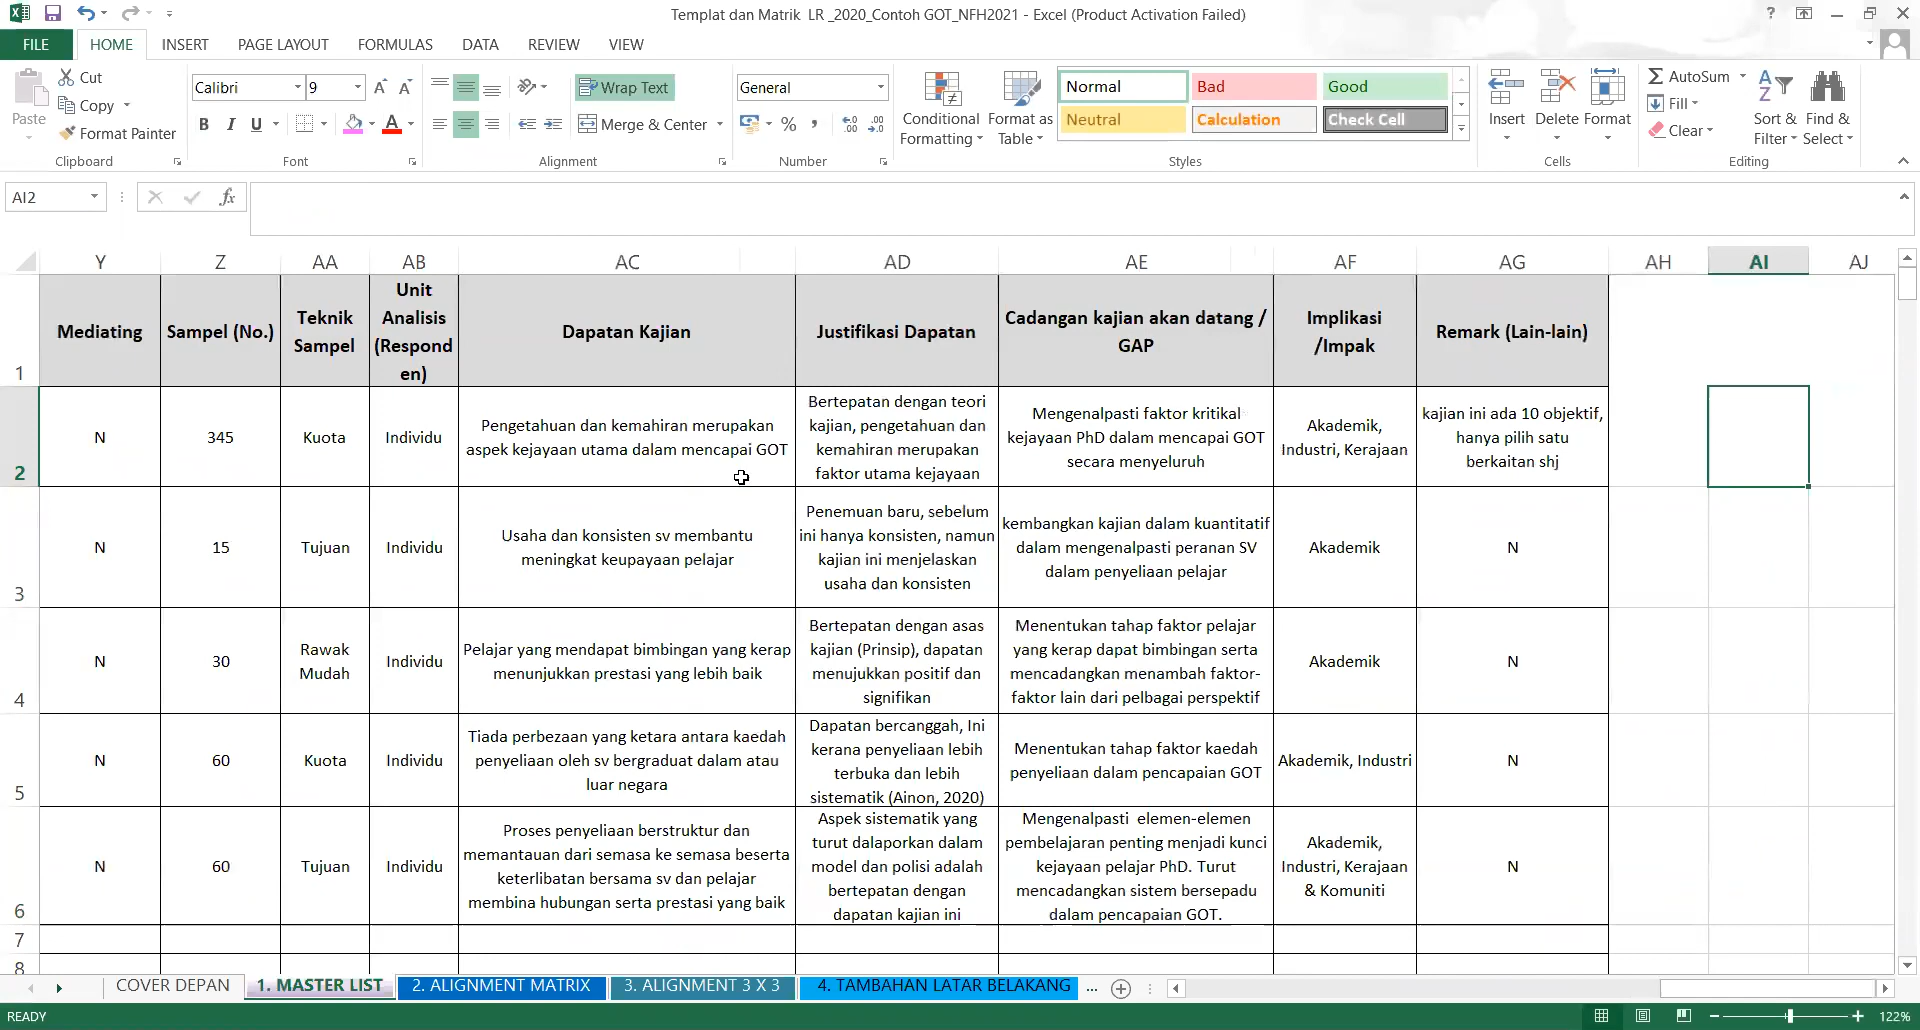 Templat dan Matrik  LR _2020_Contoh GOT_NFH2021 - Excel (Product Activation Failed)
FILE HOME INSERT PAGE LAYOUT FORMULAS DATA REVIEW VIEW
Paste
Cut
Copy
Format Painter
Clipboard
Calibri 9
B I U
Font
Wrap Text
Merge & Center
Alignment
General
%
Number
Conditional Formatting
Format as Table
Normal Bad Good
Neutral Calculation Check Cell
Styles
Insert Delete Format
Cells
AutoSum
Fill
Clear
Sort & Filter
Find & Select
Editing
AI2
fx
Y Z AA AB AC AD AE AF AG AH AI AJ
1
Mediating
Sampel (No.)
Teknik
Sampel
Unit
Analisis
(Respond
en)
Dapatan Kajian
Justifikasi Dapatan
Cadangan kajian akan datang /
GAP
Implikasi
/Impak
Remark (Lain-lain)
2
N
345
Kuota
Individu
Pengetahuan dan kemahiran merupakan
aspek kejayaan utama dalam mencapai GOT
Bertepatan dengan teori
kajian, pengetahuan dan
kemahiran merupakan
faktor utama kejayaan
Mengenalpasti faktor kritikal
kejayaan PhD dalam mencapai GOT
secara menyeluruh
Akademik,
Industri, Kerajaan
kajian ini ada 10 objektif,
hanya pilih satu
berkaitan shj
3
N
15
Tujuan
Individu
Usaha dan konsisten sv membantu
meningkat keupayaan pelajar
Penemuan baru, sebelum
ini hanya konsisten, namun
kajian ini menjelaskan
usaha dan konsisten
kembangkan kajian dalam kuantitatif
dalam mengenalpasti peranan SV
dalam penyeliaan pelajar
Akademik
N
4
N
30
Rawak
Mudah
Individu
Pelajar yang mendapat bimbingan yang kerap
menunjukkan prestasi yang lebih baik
Bertepatan dengan asas
kajian (Prinsip), dapatan
menujukkan positif dan
signifikan
Menentukan tahap faktor pelajar
yang kerap dapat bimbingan serta
mencadangkan menambah faktor-
faktor lain dari pelbagai perspektif
Akademik
N
5
N
60
Kuota
Individu
Tiada perbezaan yang ketara antara kaedah
penyeliaan oleh sv bergraduat dalam atau
luar negara
Dapatan bercanggah, Ini
kerana penyeliaan lebih
terbuka dan lebih
sistematik (Ainon, 2020)
Menentukan tahap faktor kaedah
penyeliaan dalam pencapaian GOT
Akademik, Industri
N
6
N
60
Tujuan
Individu
Proses penyeliaan berstruktur dan
memantauan dari semasa ke semasa beserta
keterlibatan bersama sv dan pelajar
membina hubungan serta prestasi yang baik
Aspek sistematik yang
turut dalaporkan dalam
model dan polisi adalah
bertepatan dengan
dapatan kajian ini
Mengenalpasti  elemen-elemen
pembelajaran penting menjadi kunci
kejayaan pelajar PhD. Turut
mencadangkan sistem bersepadu
dalam pencapaian GOT.
Akademik,
Industri, Kerajaan
& Komuniti
N
7
8
COVER DEPAN 1. MASTER LIST 2. ALIGNMENT MATRIX 3. ALIGNMENT 3 X 3 4. TAMBAHAN LATAR BELAKANG ...
READY 122%